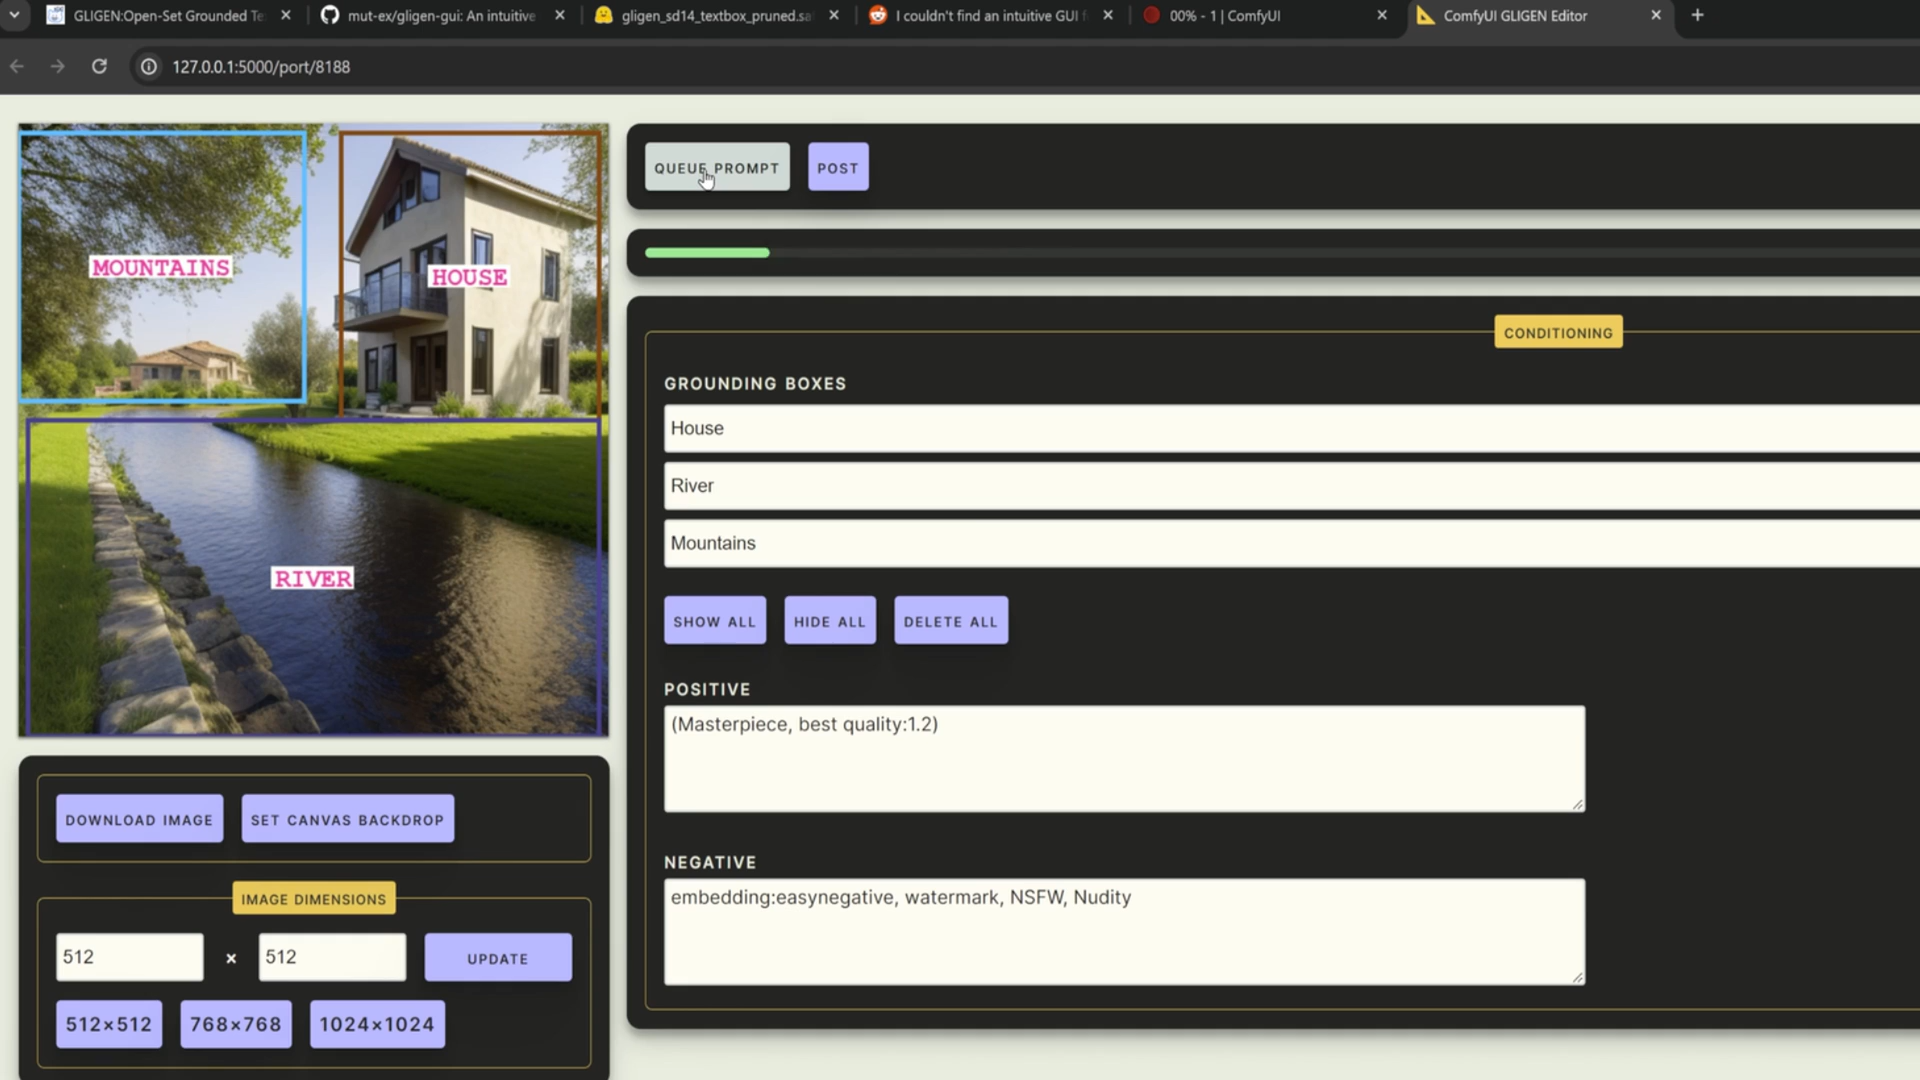 GLIGEN:Open-Set Grounded Te
mut-ex/gligen-gui: An intuitive
gligen_sd14_textbox_pruned.sa
I couldn't find an intuitive GUI f
00% - 1 | ComfyUI
ComfyUI GLIGEN Editor
127.0.0.1:5000/port/8188
MOUNTAINS
HOUSE
RIVER
DOWNLOAD IMAGE
SET CANVAS BACKDROP
IMAGE DIMENSIONS
512
×
512
UPDATE
512×512
768×768
1024×1024
QUEUE PROMPT
POST
CONDITIONING
GROUNDING BOXES
House
River
Mountains
SHOW ALL
HIDE ALL
DELETE ALL
POSITIVE
(Masterpiece, best quality:1.2)
NEGATIVE
embedding:easynegative, watermark, NSFW, Nudity